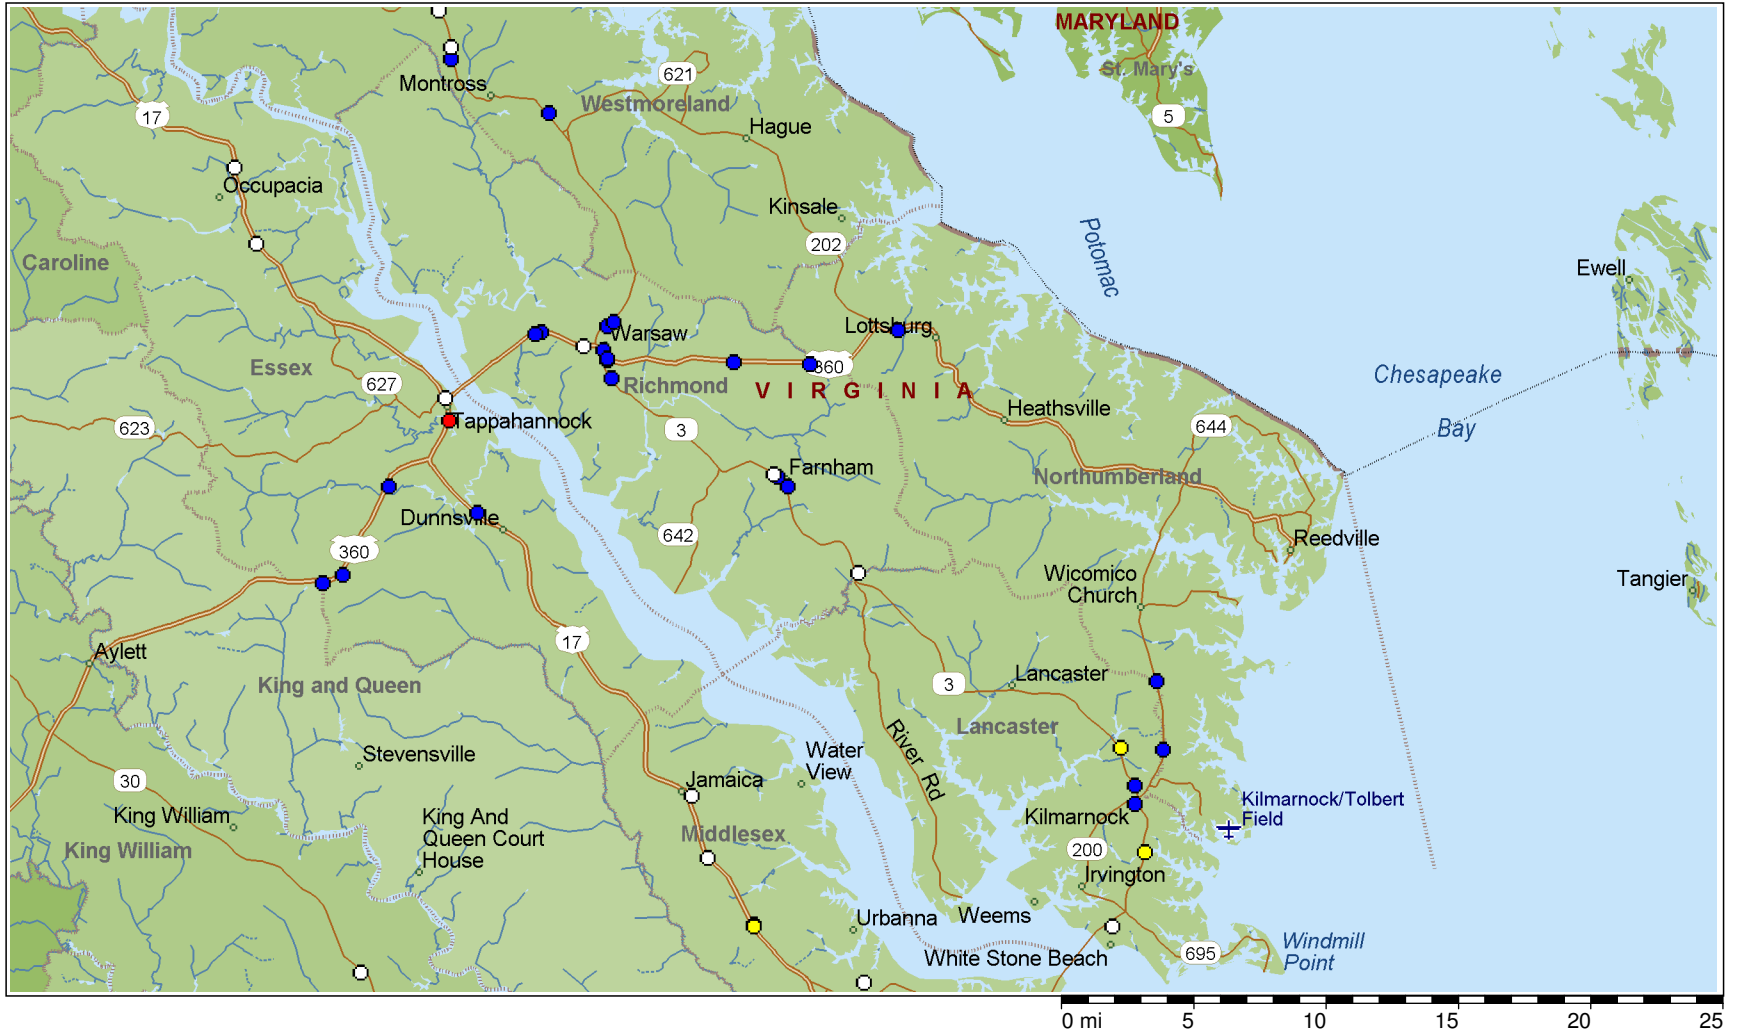 MARYLAND
St. Mary's
621
Montross
Westmoreland
17
5
Hague
Occupacia
Kinsale
202
Potomac
Caroline
Ewell
Lottsburg
Warsaw
Essex
360
627
Richmond
VIRGINIA
Chesapeake
Bay
Heathsville
Tappahannock
623
3
644
Farnham
Northumberland
Dunnsville
642
360
Reedville
Wicomico
Church
Tangier
17
Aylett
King and Queen
Lancaster
3
Lancaster
River Rd
Stevensville
Water
View
30
Jamaica
Kilmarnock/Tolbert
Field
King William
King And
Queen Court
House
Kilmarnock
Middlesex
King William
200
Irvington
Urbanna
Weems
White Stone Beach
695
Windmill
Point
0 mi
5
10
15
20
25